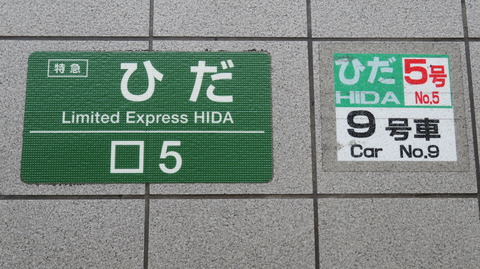 特急
ひだ
Limited Express HIDA
□ 5
ひだ 5号
HIDA No.5
9 号車
Car No.9